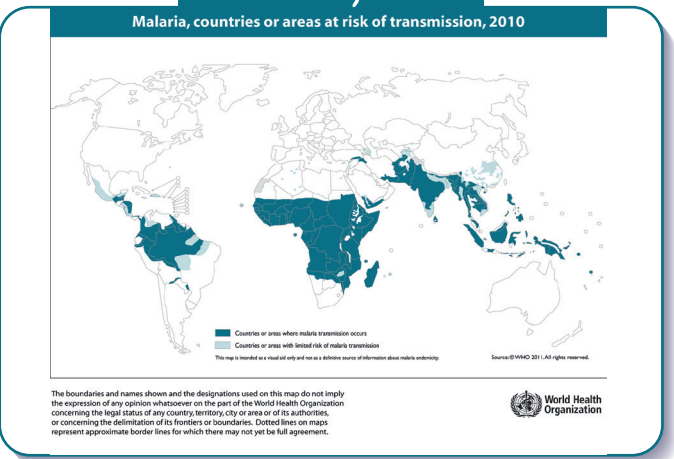 Malaria, countries or areas at risk of transmission, 2010
Countries or areas where malaria transmission occurs
Countries or areas with limited risk of malaria transmission
This map is intended as a visual aid only and not as a definitive source of information about malaria endemicity.
Source:© WHO 2011. All rights reserved.
The boundaries and names shown and the designations used on this map do not imply
the expression of any opinion whatsoever on the part of the World Health Organization
concerning the legal status of any country, territory, city or area or of its authorities,
or concerning the delimitation of its frontiers or boundaries. Dotted lines on maps
represent approximate border lines for which there may not yet be full agreement.
World Health
Organization